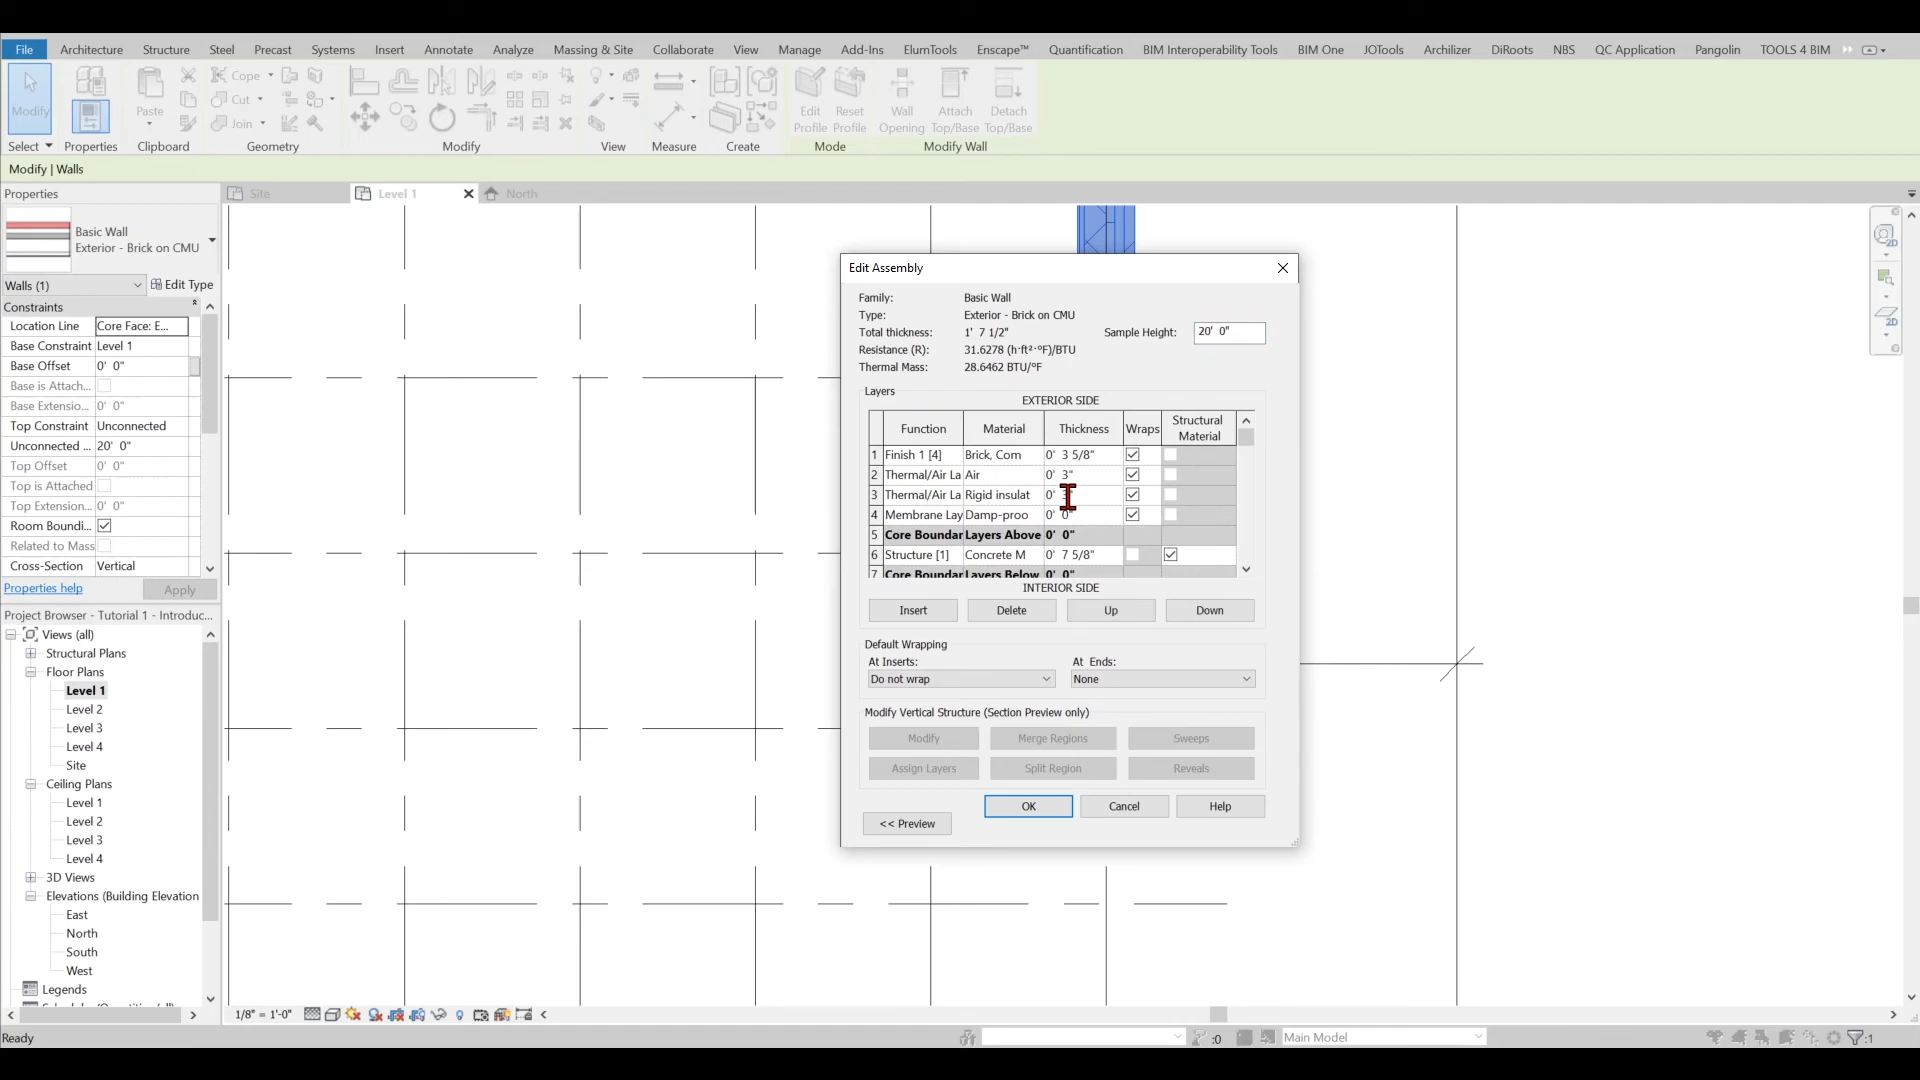 File Architecture Structure Steel Precast Systems Insert Annotate Analyze Massing & Site Collaborate View Manage Add-Ins ElumTools Enscape™ Quantification BIM Interoperability Tools BIM One JOTools Archilizer DiRoots NBS QC Application Pangolin TOOLS 4 BIM
Modify Paste Cope Cut Join Edit Profile Reset Profile Wall Opening Attach Top/Base Detach Top/Base
Select Properties Clipboard Geometry Modify View Measure Create Mode Modify Wall
Modify | Walls
Properties
Site Level 1 North
Basic Wall
Exterior - Brick on CMU
Walls (1) Edit Type
Constraints
Location Line Core Face: E...
Base Constraint Level 1
Base Offset 0' 0"
Base is Attach...
Base Extensio... 0' 0"
Top Constraint Unconnected
Unconnected ... 20' 0"
Top Offset 0' 0"
Top is Attached
Top Extension... 0' 0"
Room Boundi...
Related to Mass
Cross-Section Vertical
Properties help Apply
Project Browser - Tutorial 1 - Introduc...
Views (all)
Structural Plans
Floor Plans
Level 1
Level 2
Level 3
Level 4
Site
Ceiling Plans
Level 1
Level 2
Level 3
Level 4
3D Views
Elevations (Building Elevation
East
North
South
West
Legends
Edit Assembly
Family: Basic Wall
Type: Exterior - Brick on CMU
Total thickness: 1' 7 1/2" Sample Height: 20' 0"
Resistance (R): 31.6278 (h·ft²·°F)/BTU
Thermal Mass: 28.6462 BTU/°F
Layers
EXTERIOR SIDE
Function Material Thickness Wraps Structural Material
1 Finish 1 [4] Brick, Com 0' 3 5/8"
2 Thermal/Air La Air 0' 3"
3 Thermal/Air La Rigid insulat 0'
4 Membrane Lay Damp-proo 0' 0"
5 Core Boundar Layers Above 0' 0"
6 Structure [1] Concrete M 0' 7 5/8"
7 Core Boundar Layers Below 0' 0"
INTERIOR SIDE
Insert Delete Up Down
Default Wrapping
At Inserts: At Ends:
Do not wrap None
Modify Vertical Structure (Section Preview only)
Modify Merge Regions Sweeps
Assign Layers Split Region Reveals
OK Cancel Help
<< Preview
2D
2D
1/8" = 1'-0"
Ready :0 Main Model :1